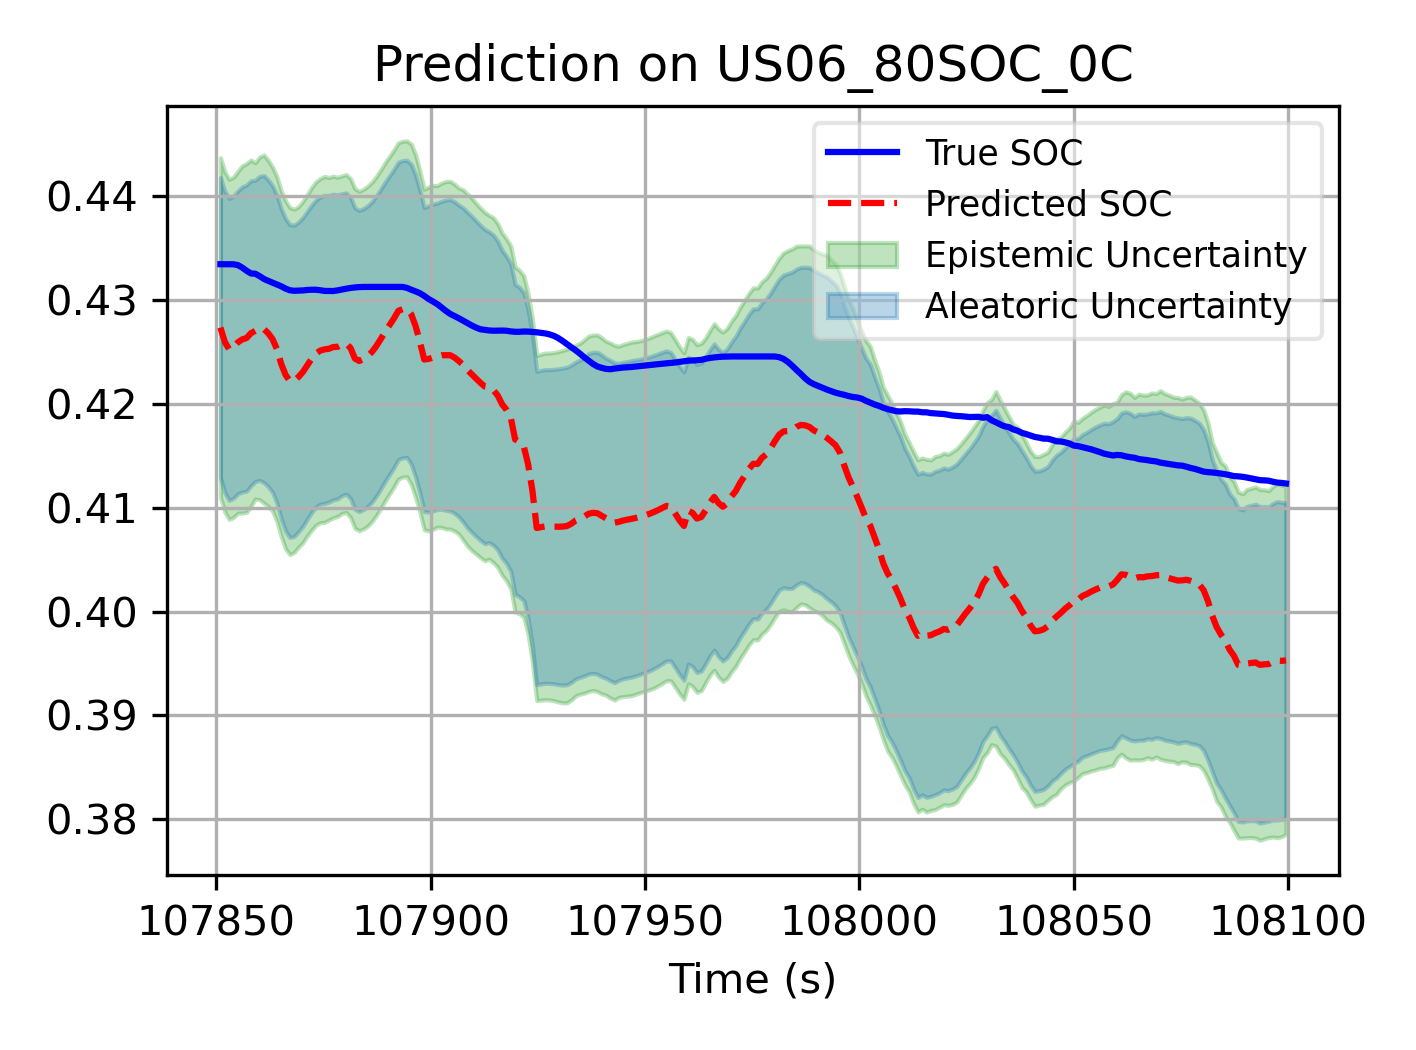 Prediction on US06_80SOC_0C
True SOC
Predicted SOC
Epistemic Uncertainty
Aleatoric Uncertainty
0.44
0.43
0.42
0.41
0.40
0.39
0.38
107850 107900 107950 108000 108050 108100
Time (s)